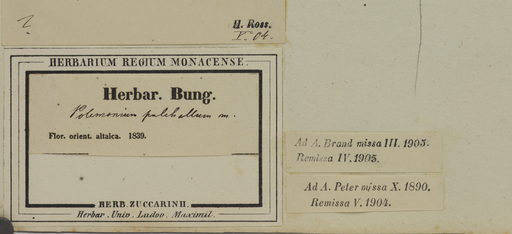 ?
H. Ross.
V. 04.
HERBARIUM REGIUM MONACENSE.
Herbar. Bung.
Polemonium pulchellum m.
Flor. orient. altaica. 1839.
HERB. ZUCCARINII.
Herbar. Univ. Ludov. Maximil.
Ad A. Brand missa III. 1905.
Remissa IV. 1905.
Ad A. Peter missa X. 1890.
Remissa V. 1904.